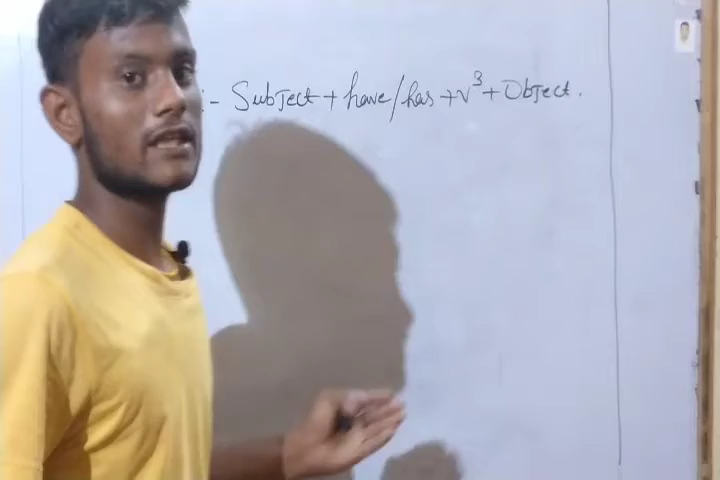 :- Subject + have/has + v³ + Object.